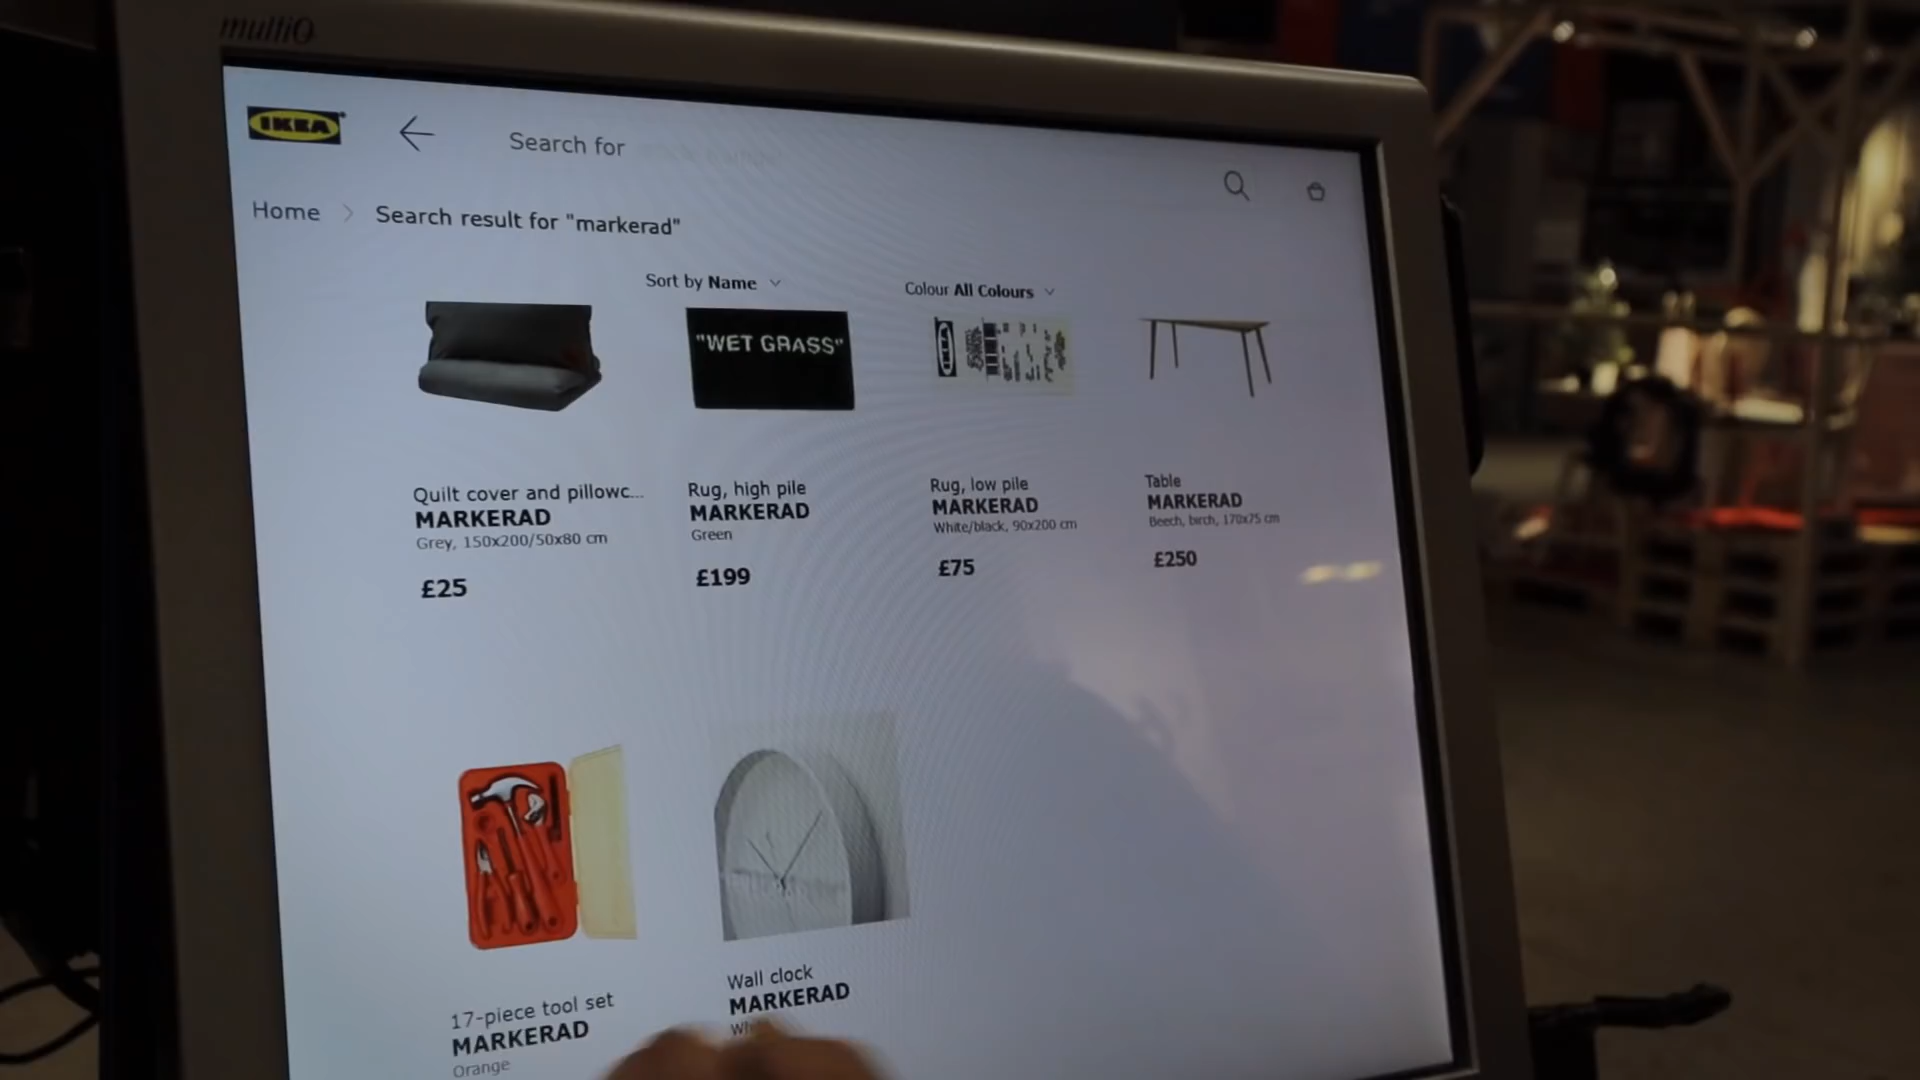 multiQ
IKEA
Search for
Home > Search result for "markerad"
Sort by Name
Colour All Colours
"WET GRASS"
IKEA
Quilt cover and pillowc...
MARKERAD
Grey, 150x200/50x80 cm
£25
Rug, high pile
MARKERAD
Green
£199
Rug, low pile
MARKERAD
White/black, 90x200 cm
£75
Table
MARKERAD
Beech, birch, 170x75 cm
£250
17-piece tool set
MARKERAD
Orange
Wall clock
MARKERAD